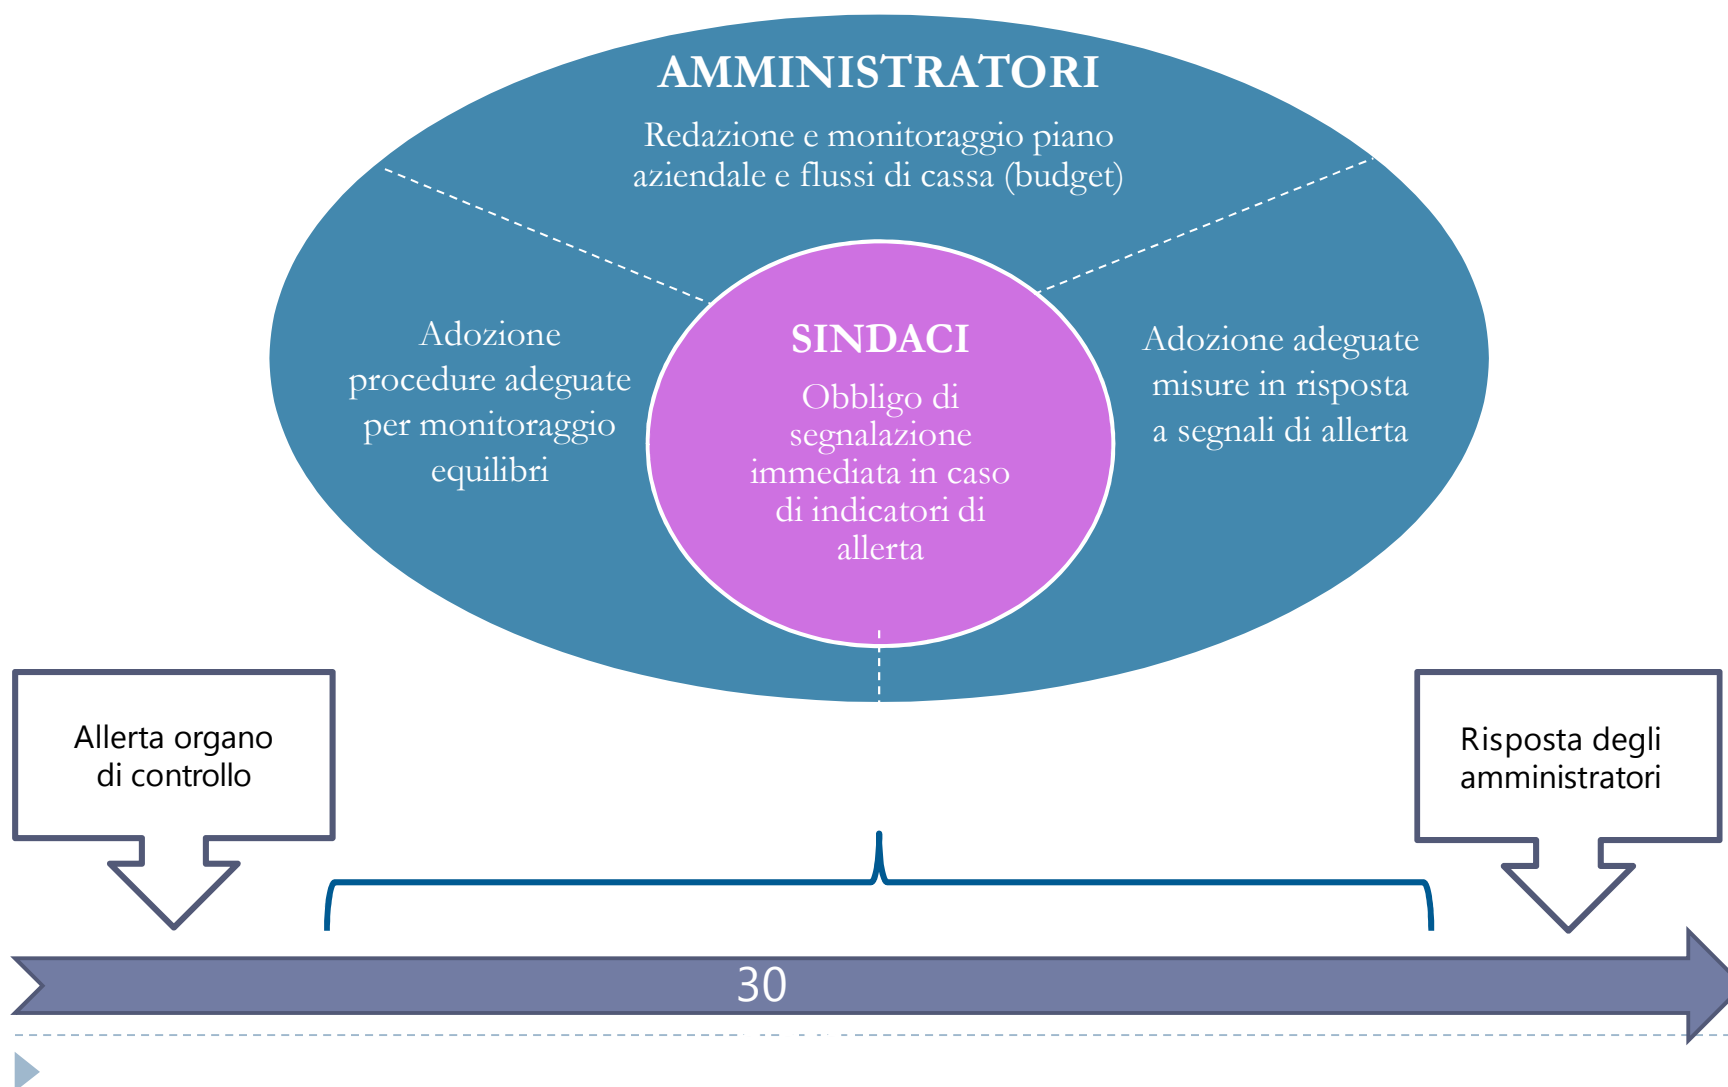 AMMINISTRATORI
Redazione e monitoraggio piano
aziendale e flussi di cassa (budget)
Adozione
procedure adeguate
per monitoraggio
equilibri
SINDACI
Obbligo di
segnalazione
immediata in caso
di indicatori di
allerta
Adozione adeguate
misure in risposta
a segnali di allerta
Allerta organo
di controllo
Risposta degli
amministratori
30